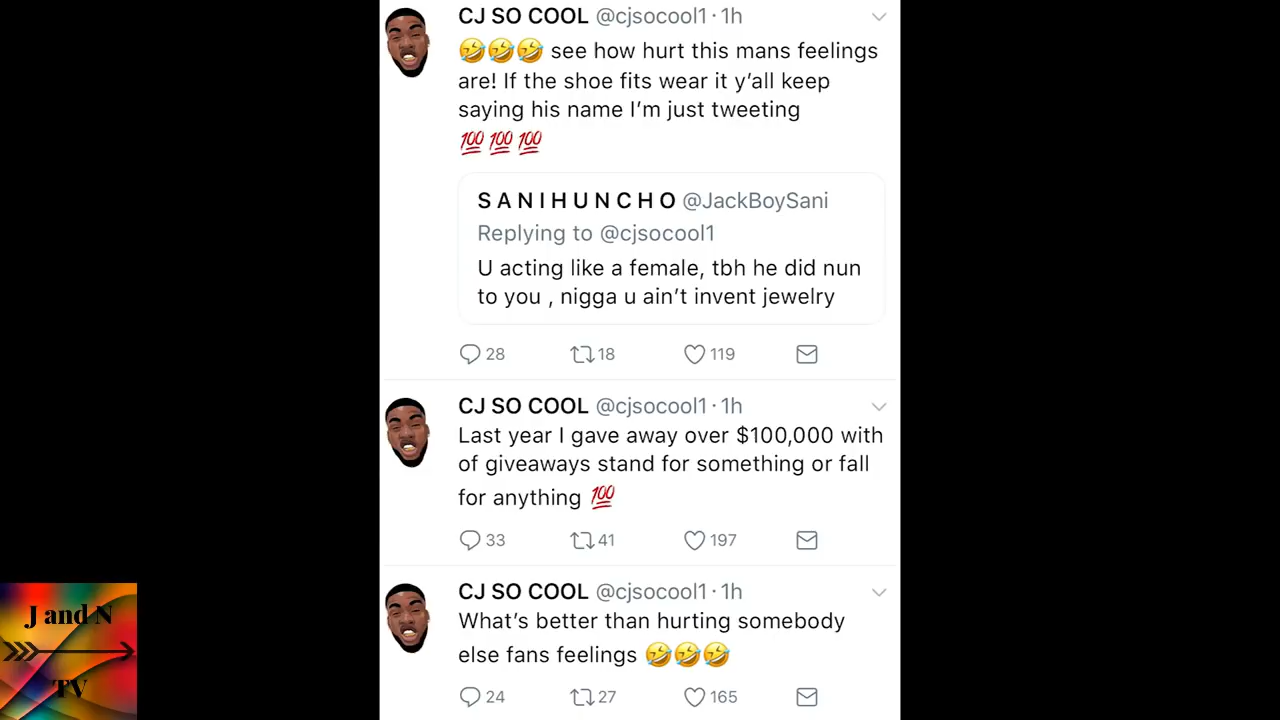 CJ SO COOL @cjsocool1 · 1h
🤣🤣🤣 see how hurt this mans feelings
are! If the shoe fits wear it y’all keep
saying his name I’m just tweeting
💯💯💯
S A N I H U N C H O @JackBoySani
Replying to @cjsocool1
U acting like a female, tbh he did nun
to you , nigga u ain’t invent jewelry
28 18 119
CJ SO COOL @cjsocool1 · 1h
Last year I gave away over $100,000 with
of giveaways stand for something or fall
for anything 💯
33 41 197
CJ SO COOL @cjsocool1 · 1h
What’s better than hurting somebody
else fans feelings 🤣🤣🤣
24 27 165
J and N
TV